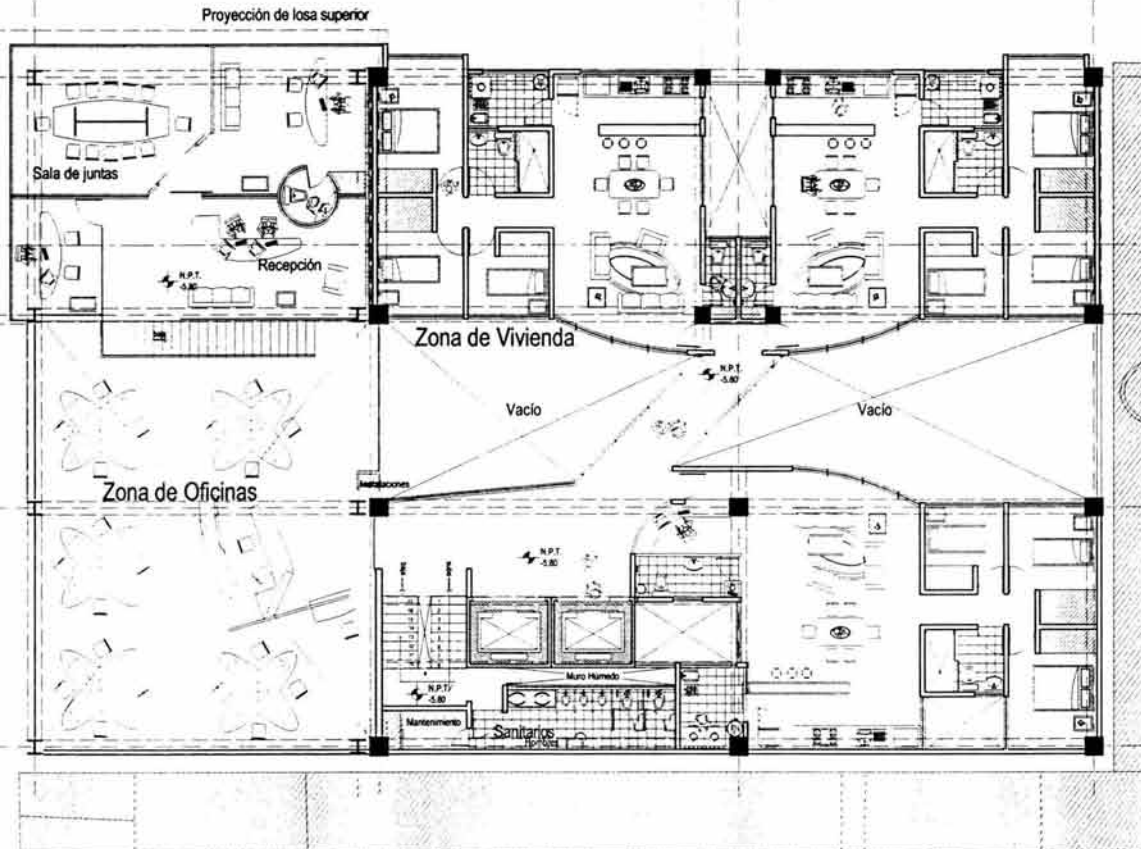 Proyección de losa superior
Sala de juntas
Recepción
N.P.T.
-5.80
Zona de Vivienda
N.P.T.
-5.80
Vacío
Vacío
Zona de Oficinas
Instalaciones
N.P.T.
-5.80
Muro Húmedo
N.P.T.
-5.80
Mantenimiento
Sanitarios
Hombres